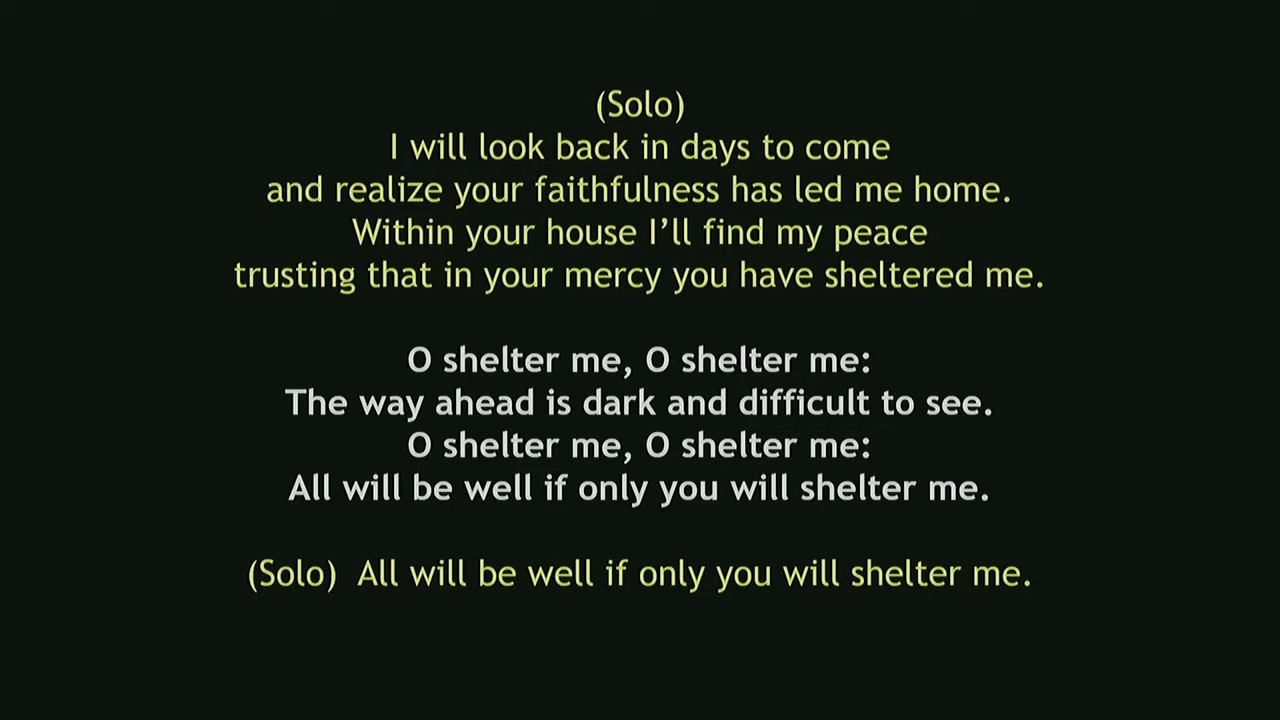 (Solo)
I will look back in days to come
and realize your faithfulness has led me home.
Within your house I’ll find my peace
trusting that in your mercy you have sheltered me.
O shelter me, O shelter me:
The way ahead is dark and difficult to see.
O shelter me, O shelter me:
All will be well if only you will shelter me.
(Solo)  All will be well if only you will shelter me.